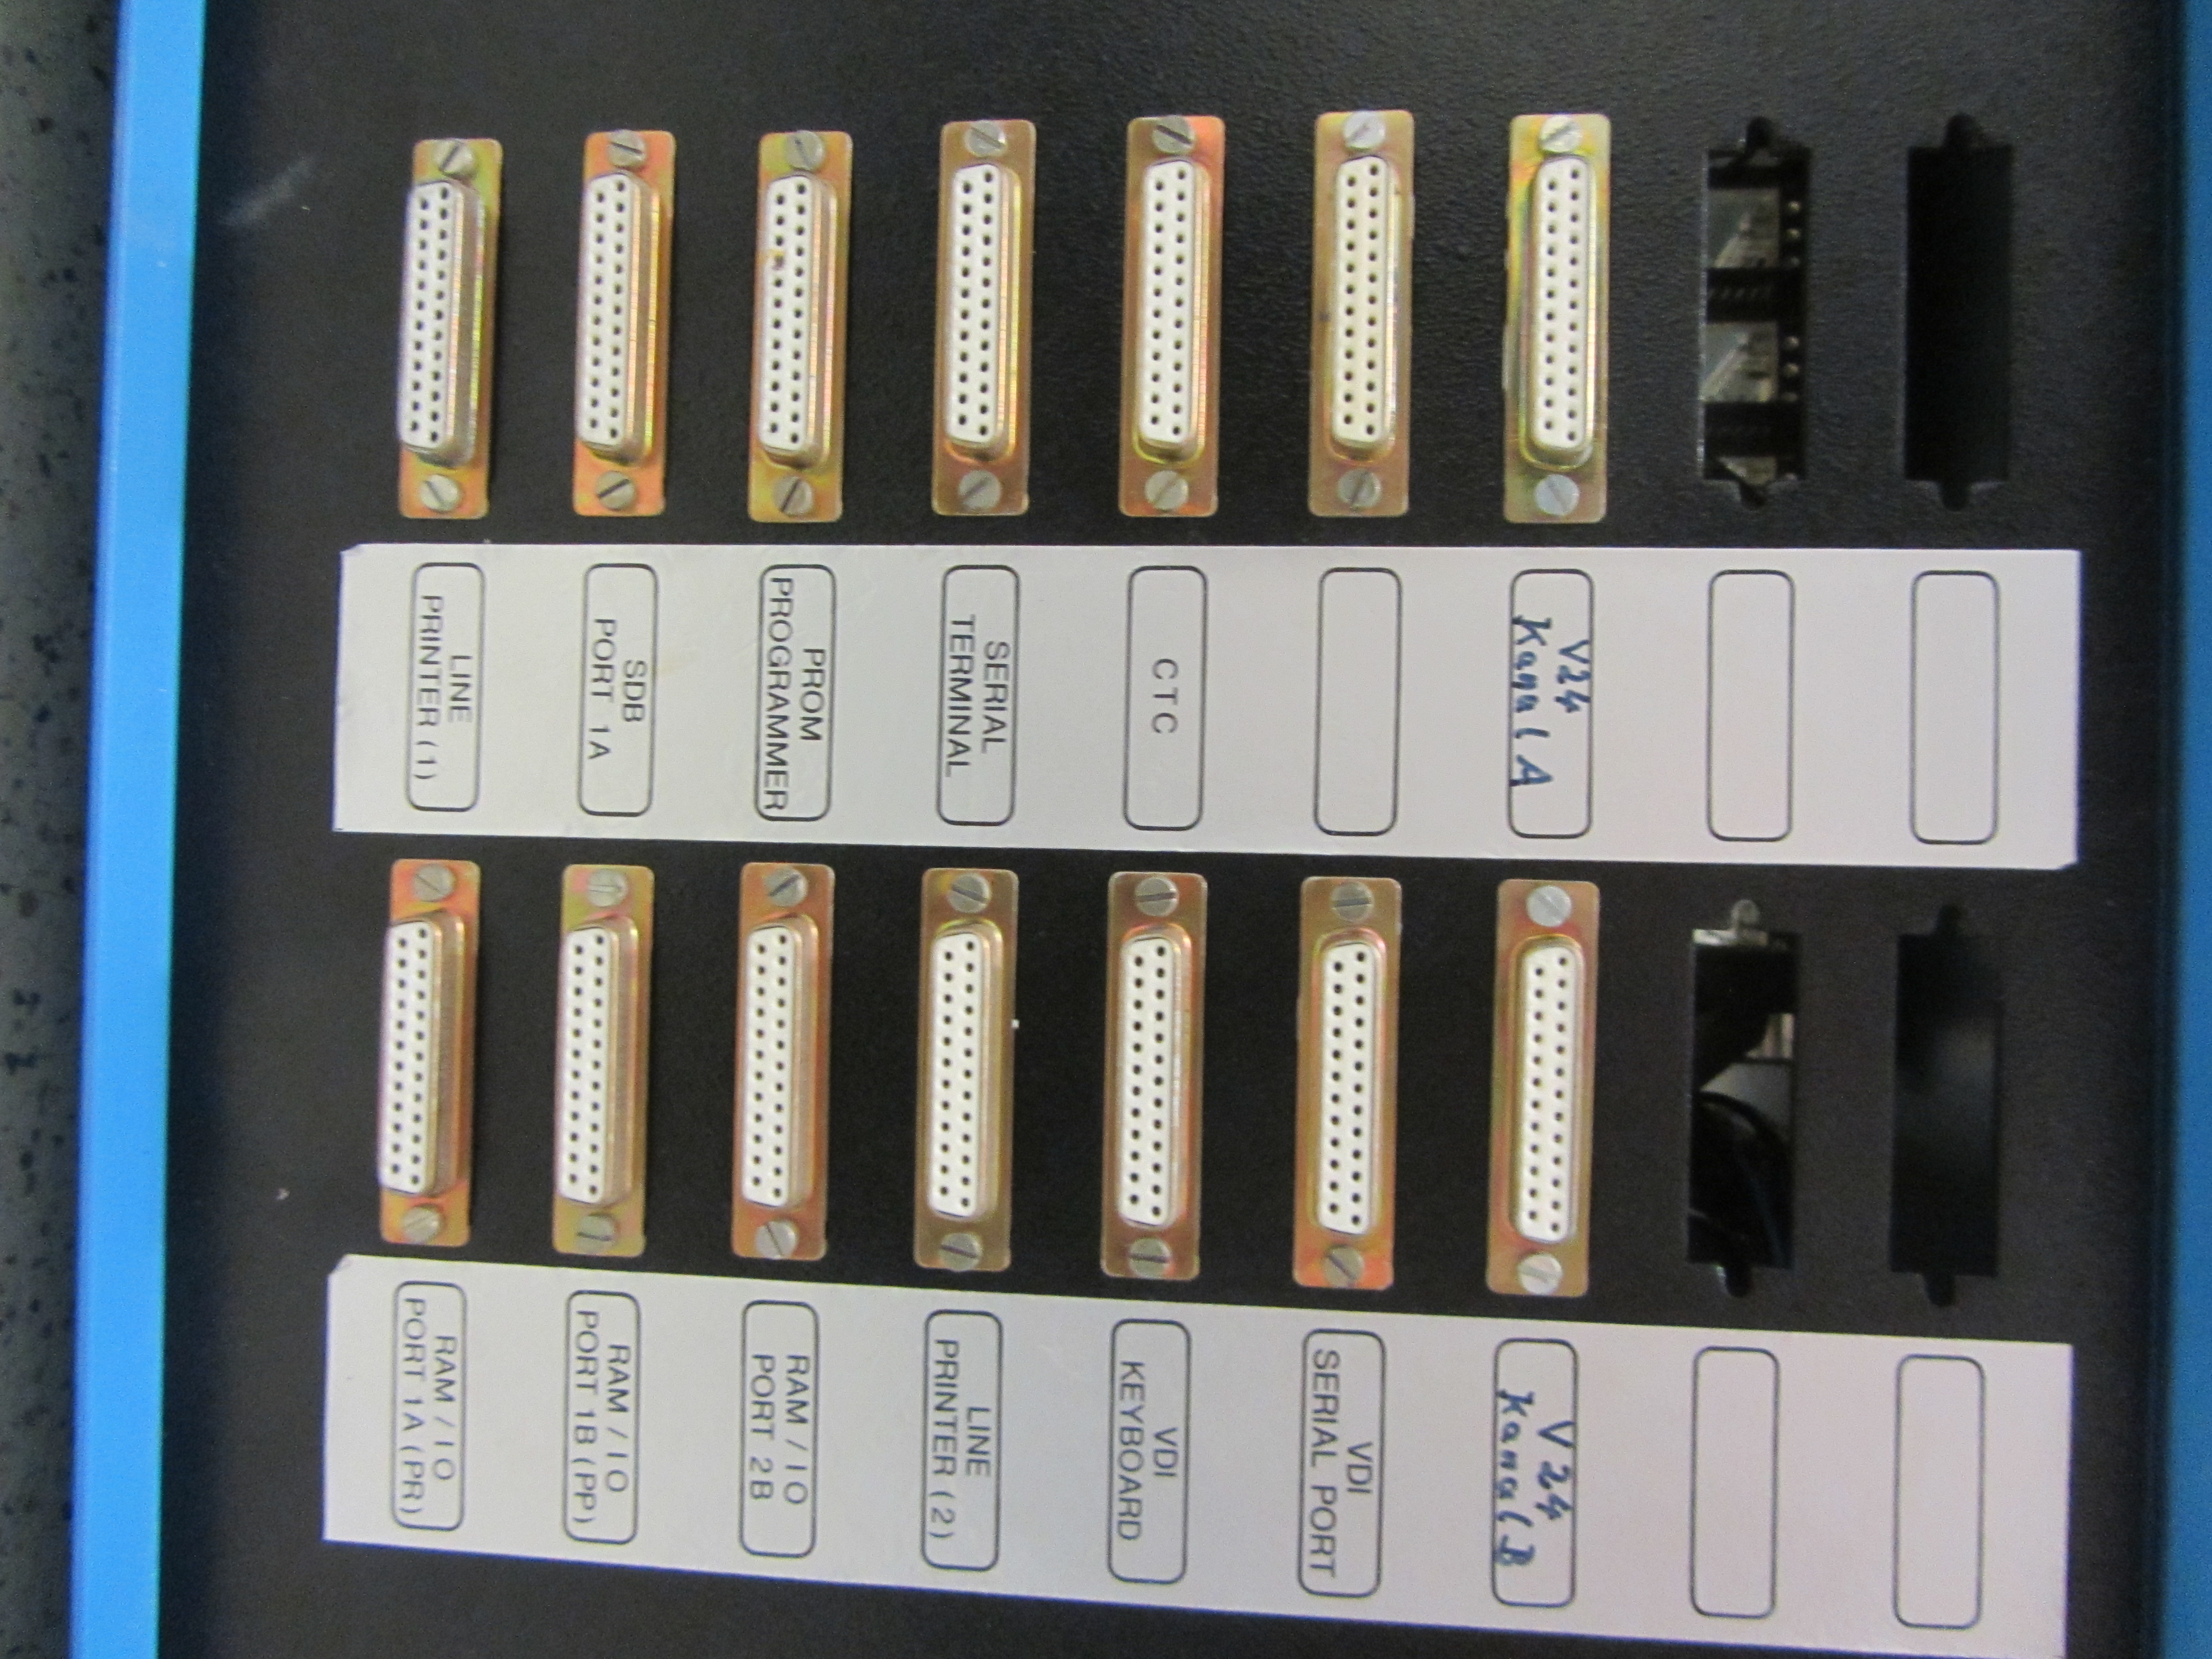 V24
Kanal A
CTC
SERIAL
TERMINAL
PROM
PROGRAMMER
SDB
PORT 1A
LINE
PRINTER (1)
V24
Kanal B
VDI
SERIAL PORT
VDI
KEYBOARD
LINE
PRINTER (2)
RAM / IO
PORT 2B
RAM / IO
PORT 1B (PP)
RAM / IO
PORT 1A (PR)